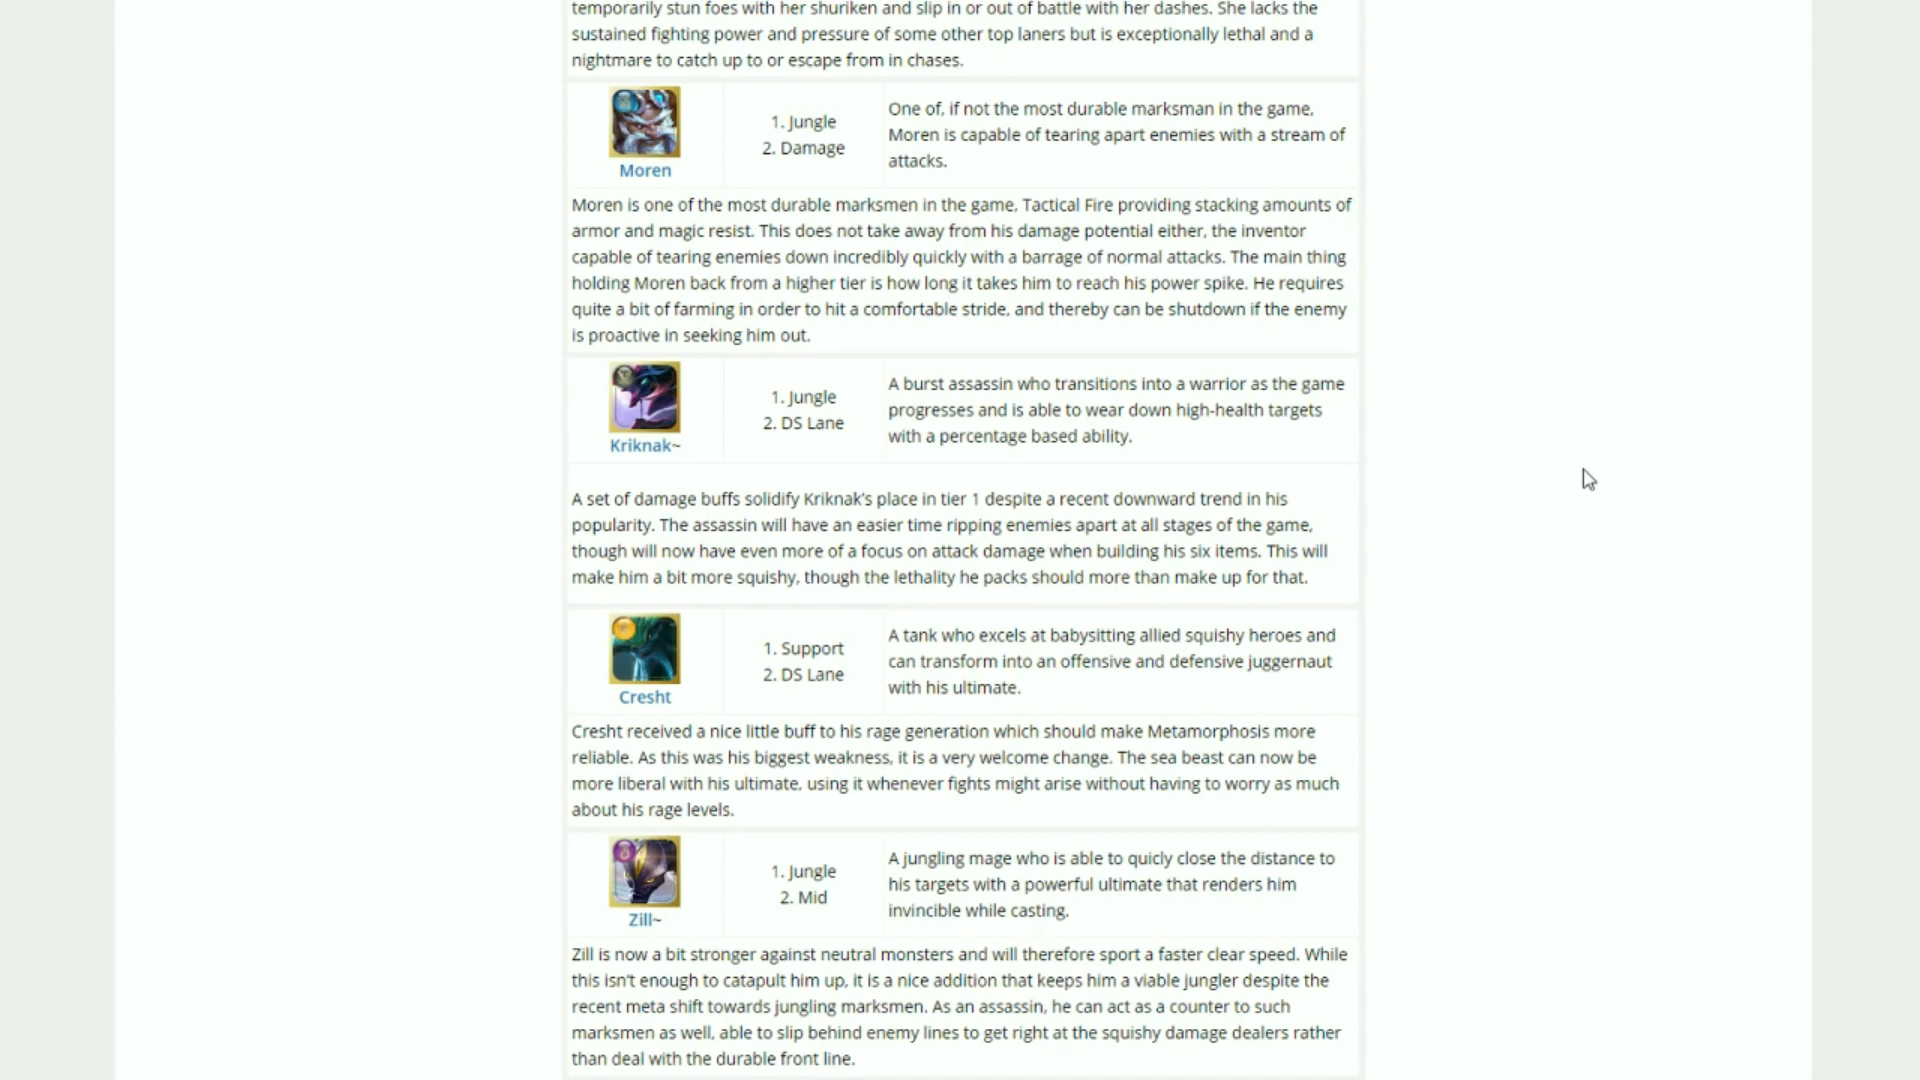 temporarily stun foes with her shuriken and slip in or out of battle with her dashes. She lacks the
sustained fighting power and pressure of some other top laners but is exceptionally lethal and a
nightmare to catch up to or escape from in chases.
Moren
1. Jungle
2. Damage
One of, if not the most durable marksman in the game,
Moren is capable of tearing apart enemies with a stream of
attacks.
Moren is one of the most durable marksmen in the game, Tactical Fire providing stacking amounts of
armor and magic resist. This does not take away from his damage potential either, the inventor
capable of tearing enemies down incredibly quickly with a barrage of normal attacks. The main thing
holding Moren back from a higher tier is how long it takes him to reach his power spike. He requires
quite a bit of farming in order to hit a comfortable stride, and thereby can be shutdown if the enemy
is proactive in seeking him out.
Kriknak~
1. Jungle
2. DS Lane
A burst assassin who transitions into a warrior as the game
progresses and is able to wear down high-health targets
with a percentage based ability.
A set of damage buffs solidify Kriknak's place in tier 1 despite a recent downward trend in his
popularity. The assassin will have an easier time ripping enemies apart at all stages of the game,
though will now have even more of a focus on attack damage when building his six items. This will
make him a bit more squishy, though the lethality he packs should more than make up for that.
Cresht
1. Support
2. DS Lane
A tank who excels at babysitting allied squishy heroes and
can transform into an offensive and defensive juggernaut
with his ultimate.
Cresht received a nice little buff to his rage generation which should make Metamorphosis more
reliable. As this was his biggest weakness, it is a very welcome change. The sea beast can now be
more liberal with his ultimate, using it whenever fights might arise without having to worry as much
about his rage levels.
Zill~
1. Jungle
2. Mid
A jungling mage who is able to quicly close the distance to
his targets with a powerful ultimate that renders him
invincible while casting.
Zill is now a bit stronger against neutral monsters and will therefore sport a faster clear speed. While
this isn't enough to catapult him up, it is a nice addition that keeps him a viable jungler despite the
recent meta shift towards jungling marksmen. As an assassin, he can act as a counter to such
marksmen as well, able to slip behind enemy lines to get right at the squishy damage dealers rather
than deal with the durable front line.